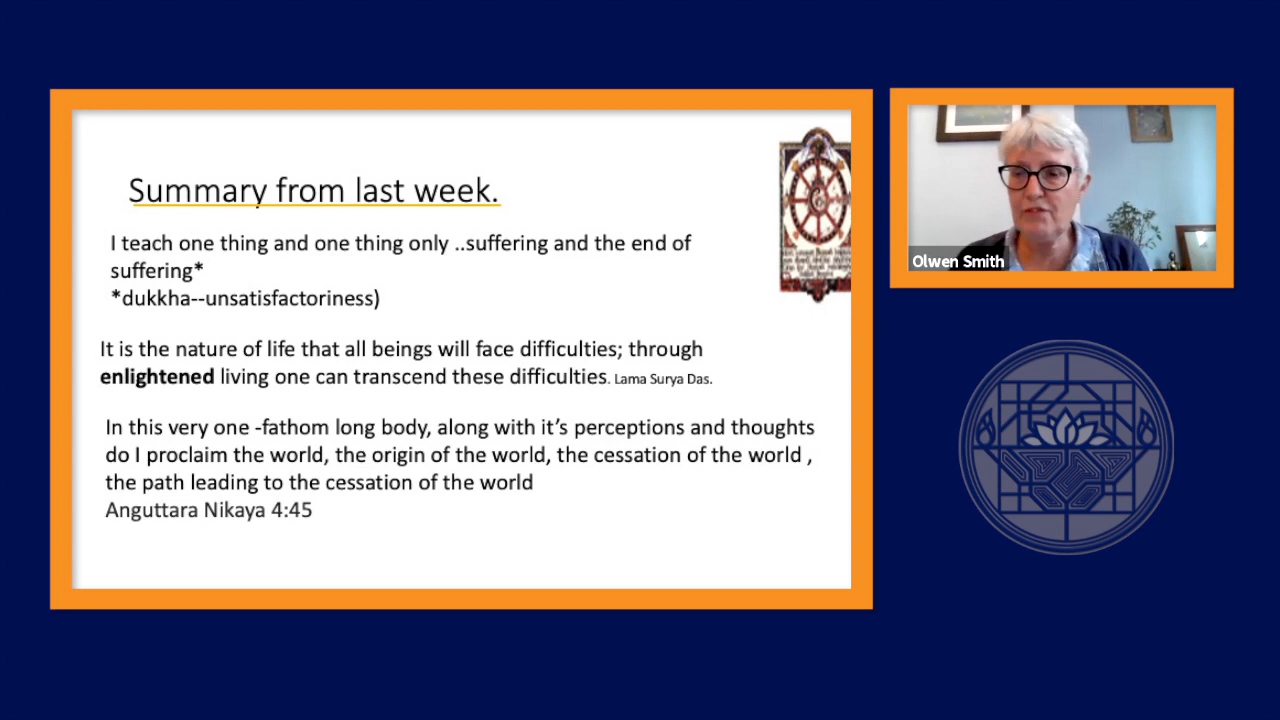 Summary from last week.
I teach one thing and one thing only ..suffering and the end of
suffering*
*dukkha--unsatisfactoriness)
It is the nature of life that all beings will face difficulties; through
enlightened living one can transcend these difficulties. Lama Surya Das.
In this very one -fathom long body, along with it’s perceptions and thoughts
do I proclaim the world, the origin of the world, the cessation of the world ,
the path leading to the cessation of the world
Anguttara Nikaya 4:45
Olwen Smith